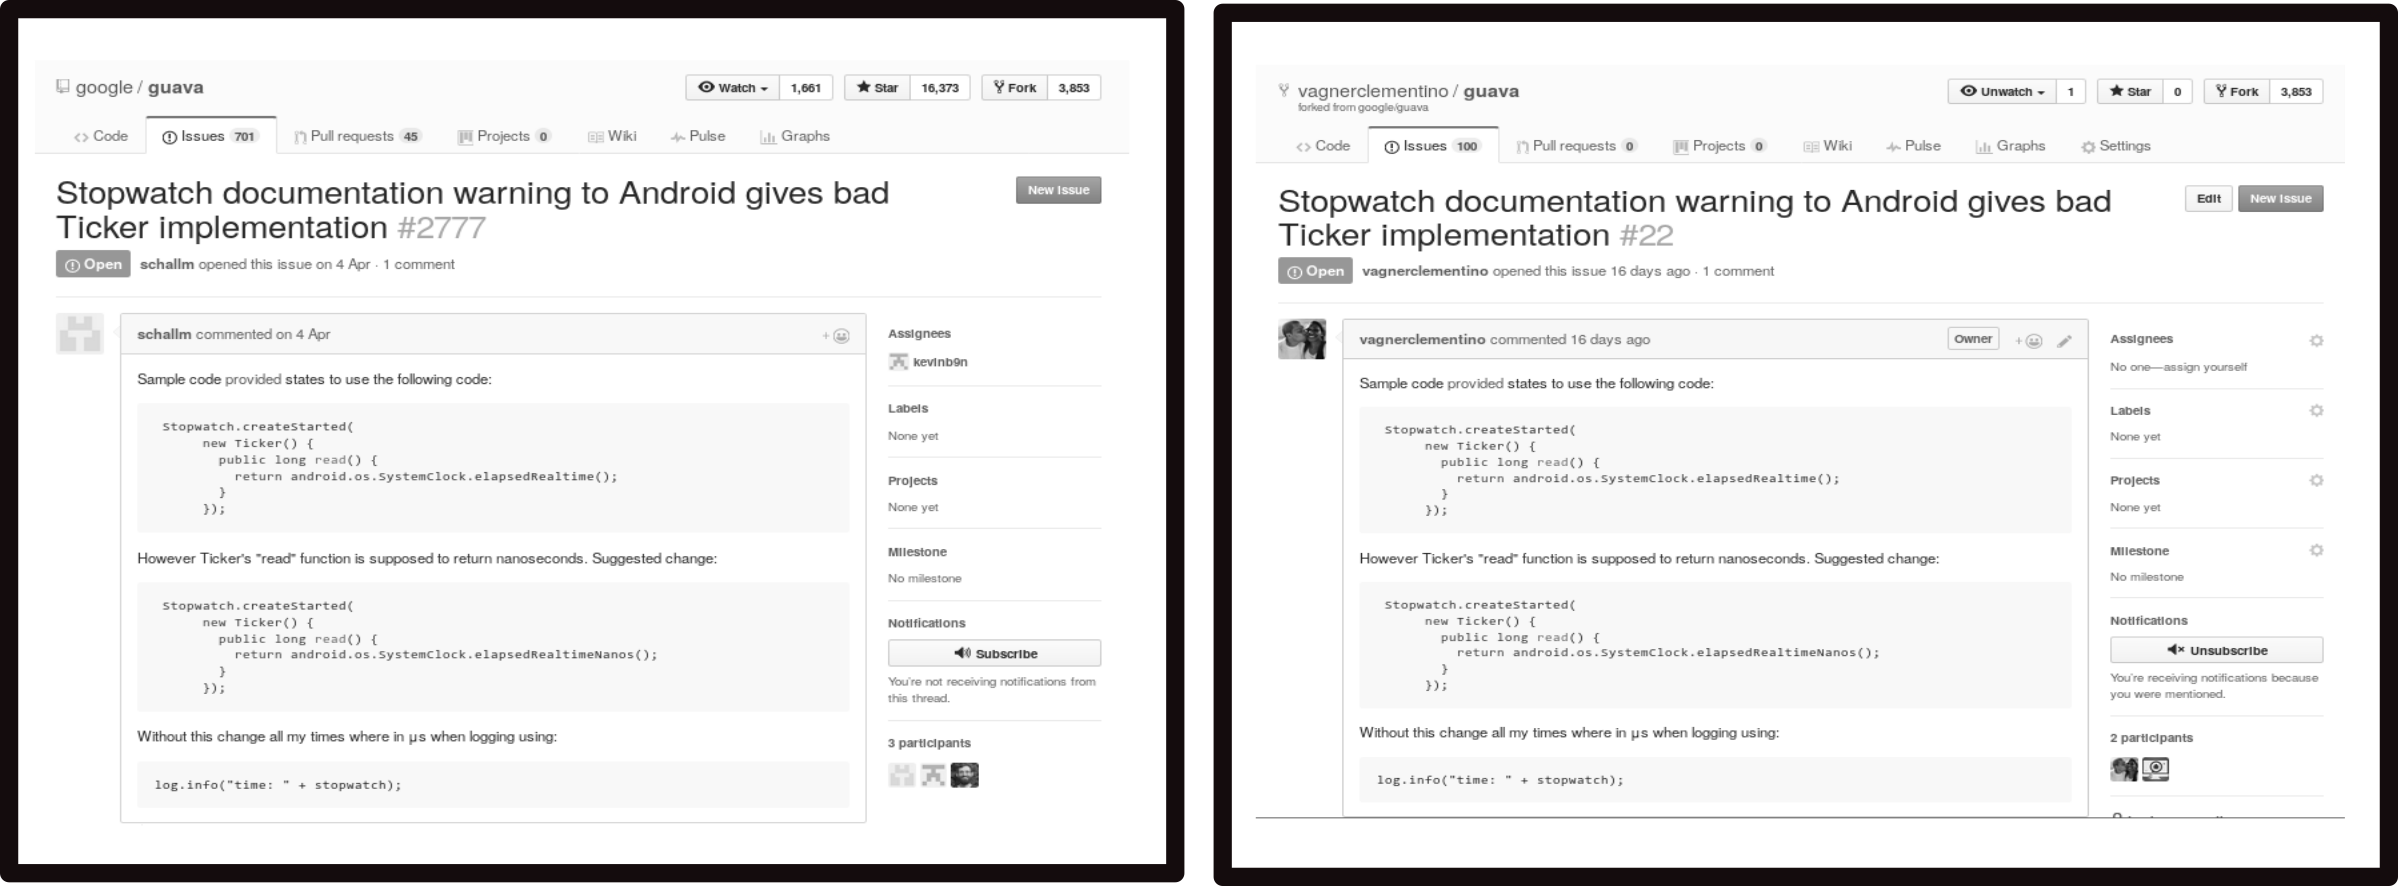 google / guava
Watch 1,661 Star 16,373 Fork 3,853
Code Issues 701 Pull requests 45 Projects 0 Wiki Pulse Graphs
Stopwatch documentation warning to Android gives bad
Ticker implementation #2777
New Issue
Open schallm opened this issue on 4 Apr · 1 comment
schallm commented on 4 Apr
Sample code provided states to use the following code:
Stopwatch.createStarted(
new Ticker() {
public long read() {
return android.os.SystemClock.elapsedRealtime();
}
});
However Ticker's "read" function is supposed to return nanoseconds. Suggested change:
Stopwatch.createStarted(
new Ticker() {
public long read() {
return android.os.SystemClock.elapsedRealtimeNanos();
}
});
Without this change all my times where in µs when logging using:
log.info("time: " + stopwatch);
Assignees
kevinb9n
Labels
None yet
Projects
None yet
Milestone
No milestone
Notifications
Subscribe
You're not receiving notifications from
this thread.
3 participants
vagnerclementino / guava
forked from google/guava
Unwatch 1 Star 0 Fork 3,853
Code Issues 100 Pull requests 0 Projects 0 Wiki Pulse Graphs Settings
Stopwatch documentation warning to Android gives bad
Ticker implementation #22
Edit New Issue
Open vagnerclementino opened this issue 16 days ago · 1 comment
vagnerclementino commented 16 days ago Owner
Sample code provided states to use the following code:
Stopwatch.createStarted(
new Ticker() {
public long read() {
return android.os.SystemClock.elapsedRealtime();
}
});
However Ticker's "read" function is supposed to return nanoseconds. Suggested change:
Stopwatch.createStarted(
new Ticker() {
public long read() {
return android.os.SystemClock.elapsedRealtimeNanos();
}
});
Without this change all my times where in µs when logging using:
log.info("time: " + stopwatch);
Assignees
No one—assign yourself
Labels
None yet
Projects
None yet
Milestone
No milestone
Notifications
Unsubscribe
You're receiving notifications because
you were mentioned.
2 participants